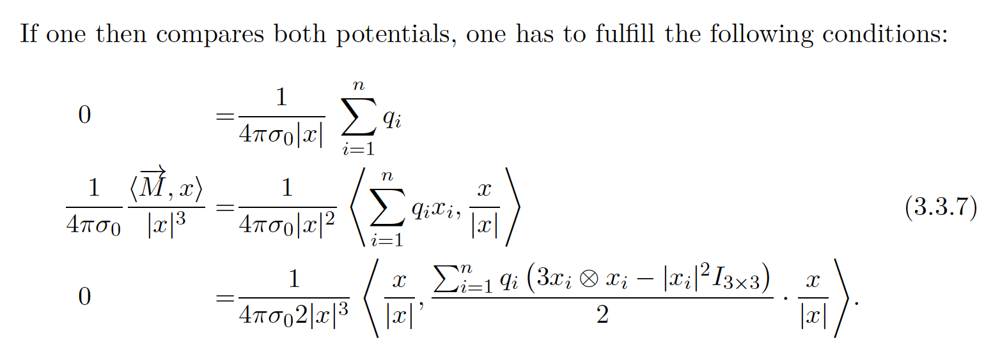 If one then compares both potentials, one has to fulfill the following conditions:
$0 = \frac{1}{4\pi\sigma_0|x|} \sum_{i=1}^{n} q_i$
$\frac{1}{4\pi\sigma_0} \frac{\langle \overrightarrow{M}, x \rangle}{|x|^3} = \frac{1}{4\pi\sigma_0|x|^2} \left\langle \sum_{i=1}^{n} q_i x_i, \frac{x}{|x|} \right\rangle$ (3.3.7)
$0 = \frac{1}{4\pi\sigma_0 2|x|^3} \left\langle \frac{x}{|x|}, \frac{\sum_{i=1}^{n} q_i \left(3x_i \otimes x_i - |x_i|^2 I_{3\times3}\right)}{2} \cdot \frac{x}{|x|} \right\rangle.$